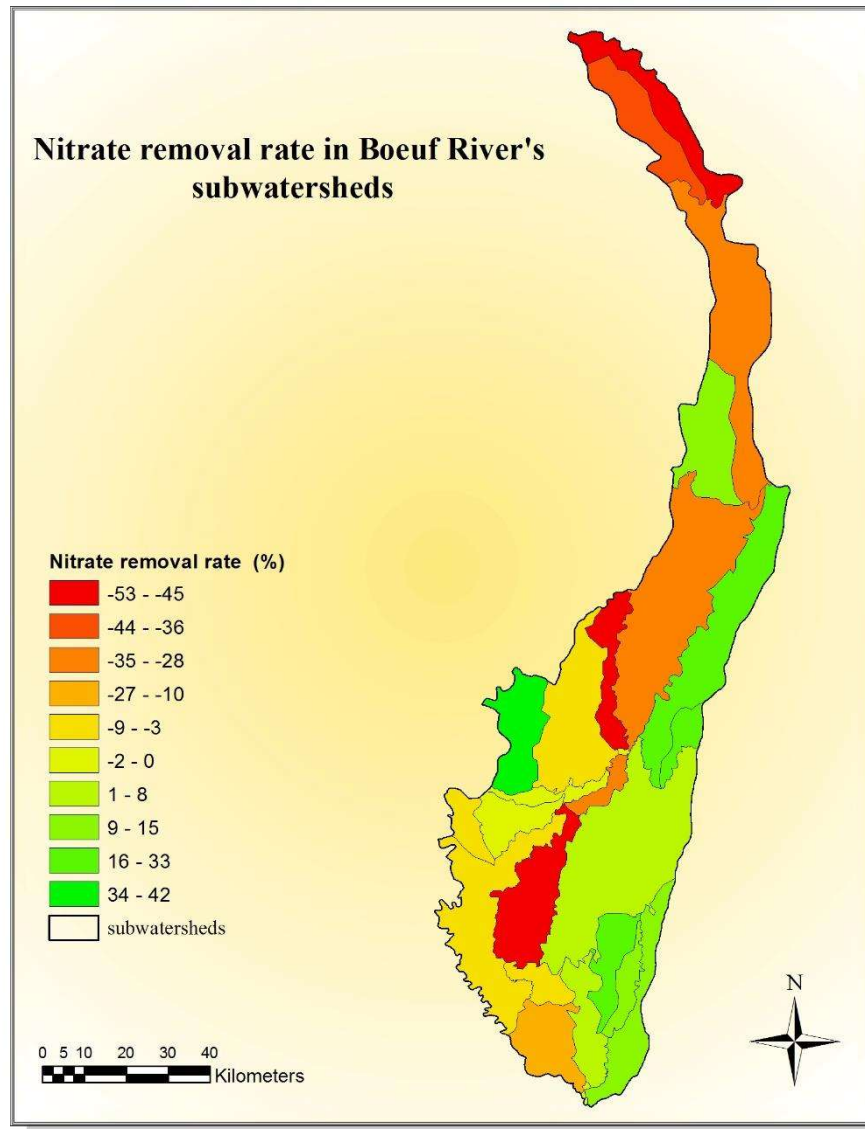 Nitrate removal rate in Boeuf River's
subwatersheds
Nitrate removal rate (%)
-53 - -45
-44 - -36
-35 - -28
-27 - -10
-9 - -3
-2 - 0
1 - 8
9 - 15
16 - 33
34 - 42
subwatersheds
N
0 5 10 20 30 40
Kilometers